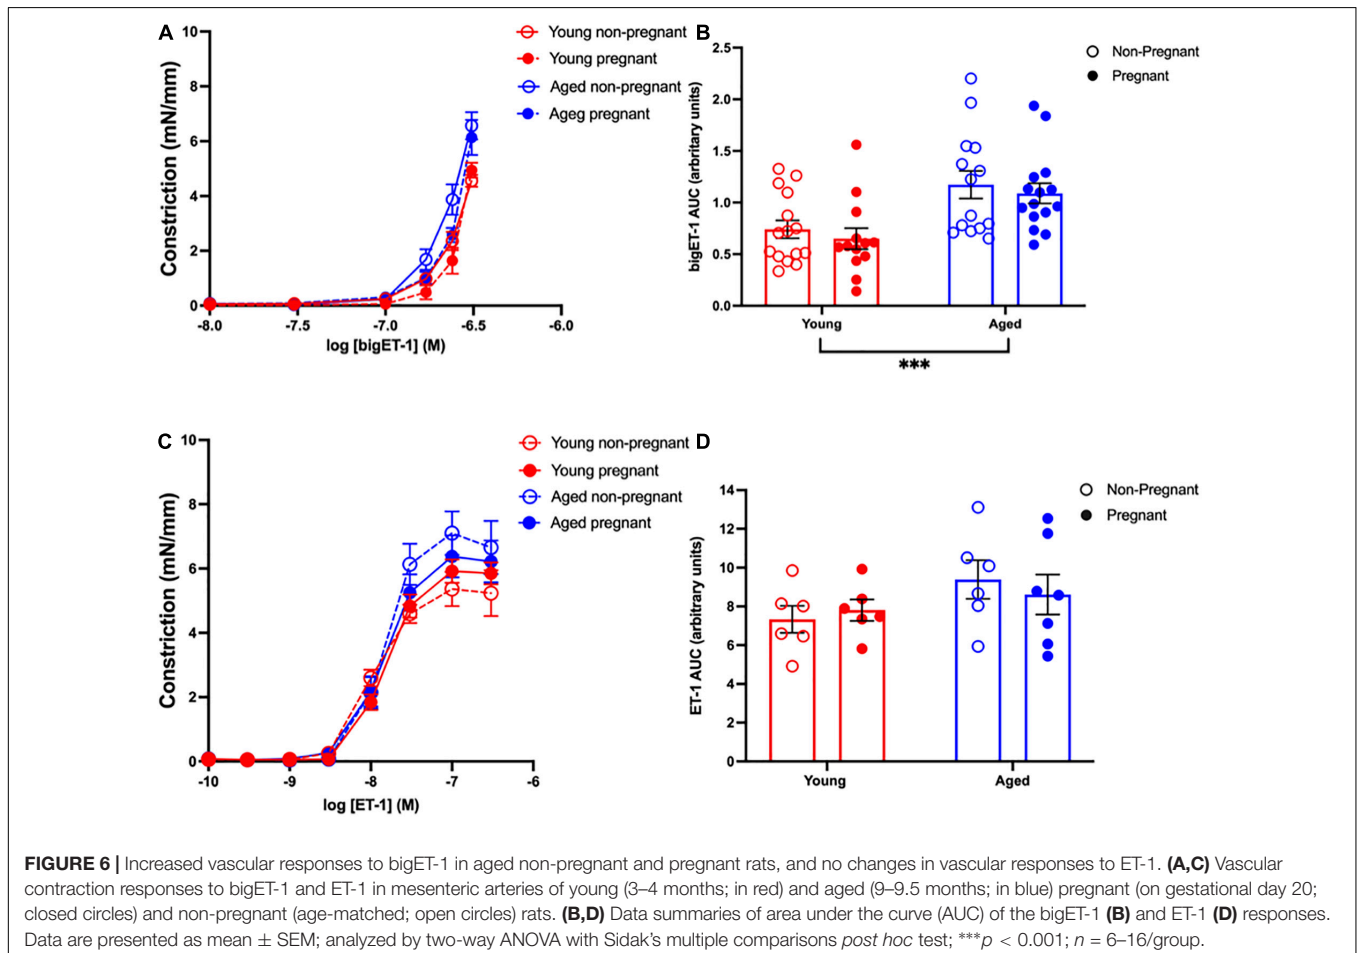 A
10
8
6
4
2
0
Constriction (mN/mm)
-8.0 -7.5 -7.0 -6.5 -6.0
log [bigET-1] (M)
Young non-pregnant
Young pregnant
Aged non-pregnant
Ageg pregnant
B
2.5
2.0
1.5
1.0
0.5
0.0
bigET-1 AUC (arbritary units)
Non-Pregnant
Pregnant
Young Aged
***
C
10
8
6
4
2
0
Constriction (mN/mm)
-10 -9 -8 -7 -6
log [ET-1] (M)
Young non-pregnant
Young pregnant
Aged non-pregnant
Aged pregnant
D
14
12
10
8
6
4
2
0
ET-1 AUC (arbitrary units)
Non-Pregnant
Pregnant
Young Aged
FIGURE 6 | Increased vascular responses to bigET-1 in aged non-pregnant and pregnant rats, and no changes in vascular responses to ET-1. (A,C) Vascular
contraction responses to bigET-1 and ET-1 in mesenteric arteries of young (3–4 months; in red) and aged (9–9.5 months; in blue) pregnant (on gestational day 20;
closed circles) and non-pregnant (age-matched; open circles) rats. (B,D) Data summaries of area under the curve (AUC) of the bigET-1 (B) and ET-1 (D) responses.
Data are presented as mean ± SEM; analyzed by two-way ANOVA with Sidak's multiple comparisons post hoc test; ***p < 0.001; n = 6–16/group.